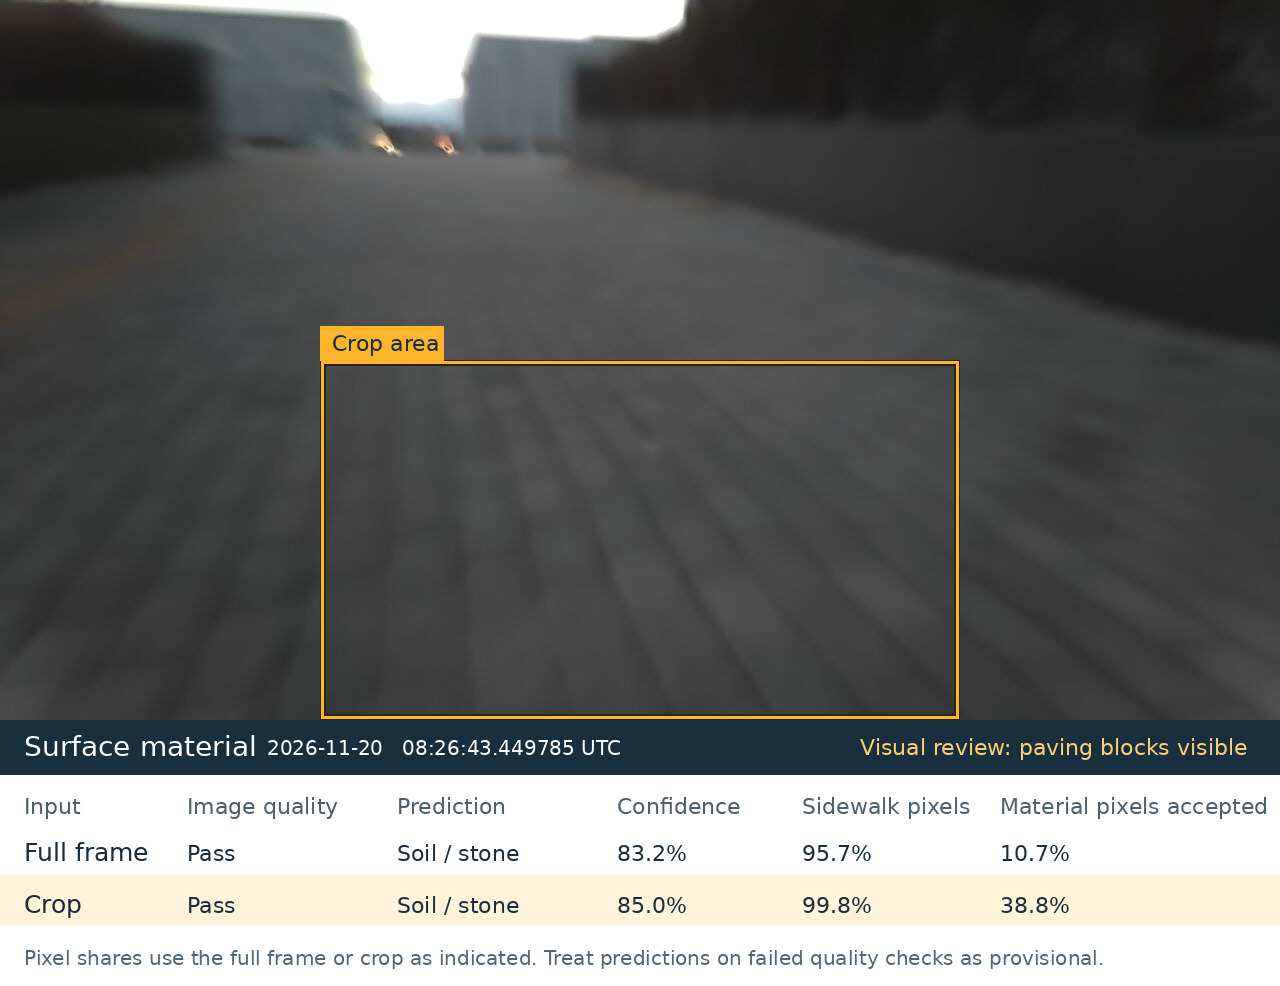 Crop area
Surface material 2026-11-20 08:26:43.449785 UTC Visual review: paving blocks visible
Input Image quality Prediction Confidence Sidewalk pixels Material pixels accepted
Full frame Pass Soil / stone 83.2% 95.7% 10.7%
Crop Pass Soil / stone 85.0% 99.8% 38.8%
Pixel shares use the full frame or crop as indicated. Treat predictions on failed quality checks as provisional.